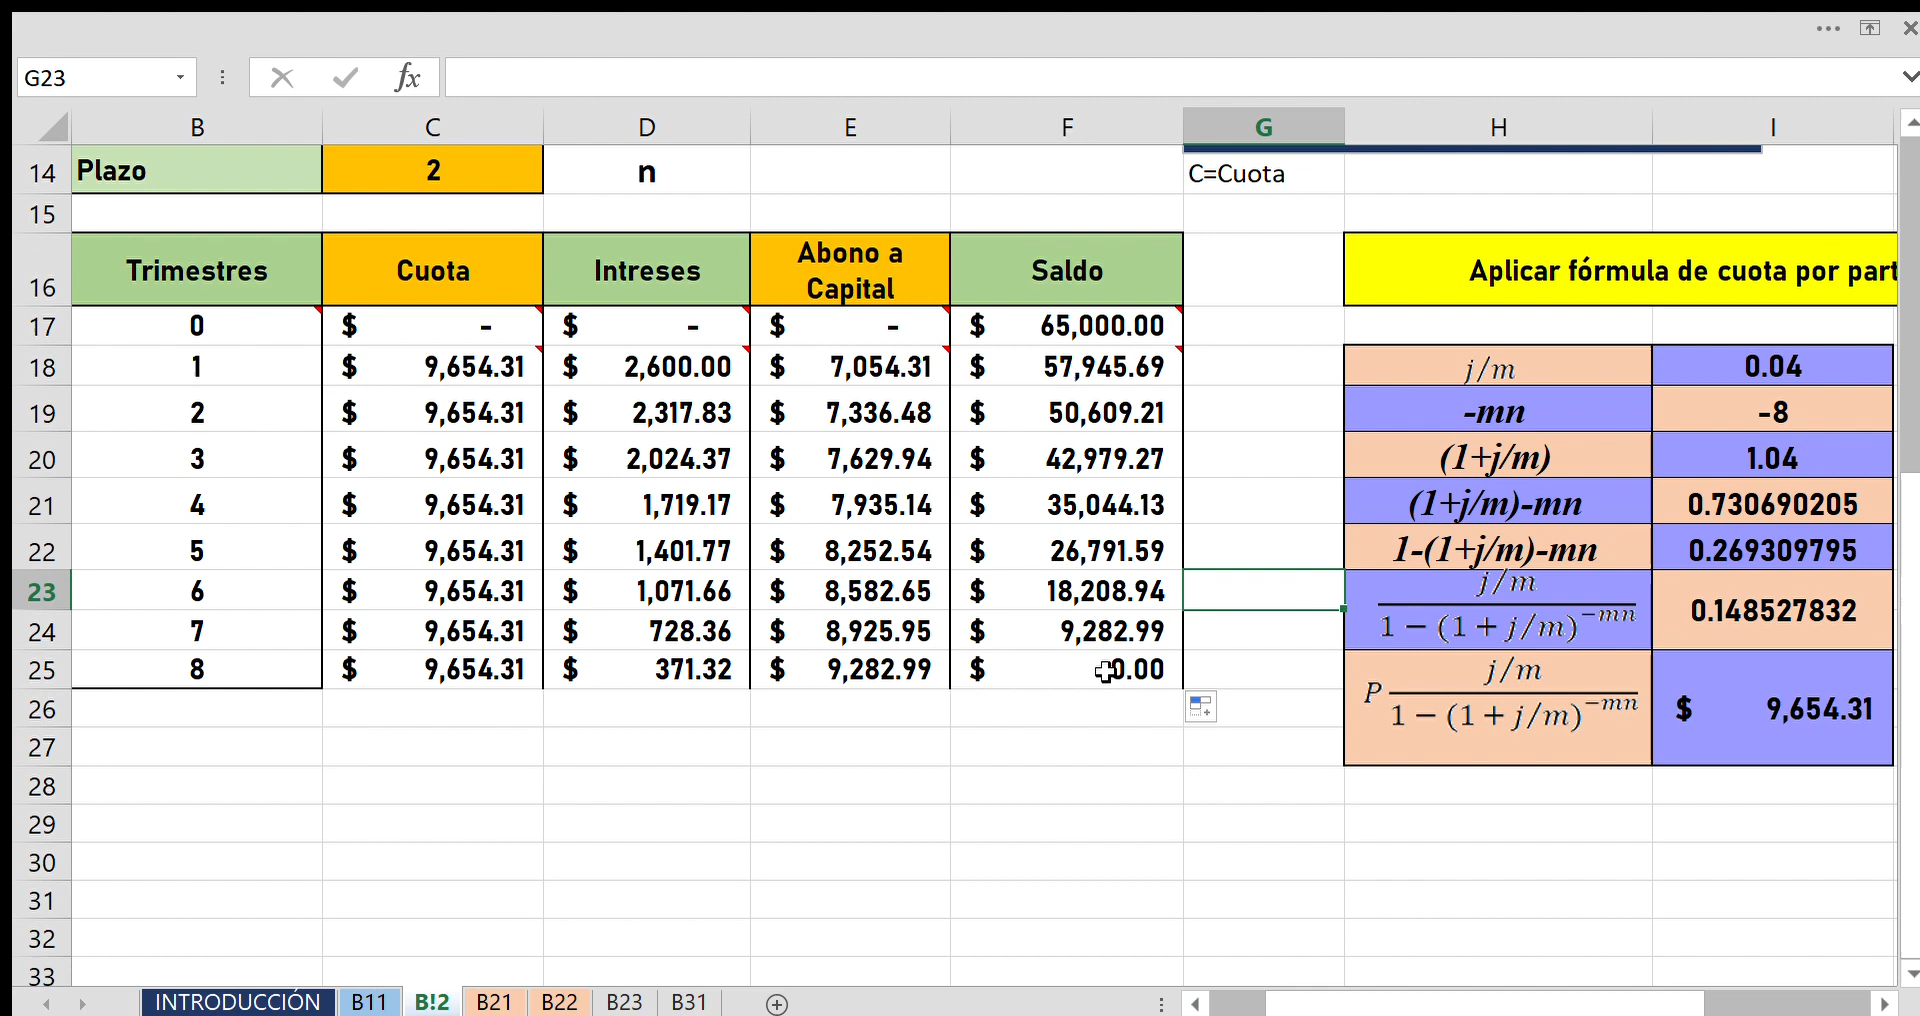 G23
fx
B C D E F G H I
14 Plazo 2 n C=Cuota
15
16 Trimestres Cuota Intreses Abono a Capital Saldo Aplicar fórmula de cuota por part
17 0 $ - $ - $ - $ 65,000.00
18 1 $ 9,654.31 $ 2,600.00 $ 7,054.31 $ 57,945.69 j/m 0.04
19 2 $ 9,654.31 $ 2,317.83 $ 7,336.48 $ 50,609.21 -mn -8
20 3 $ 9,654.31 $ 2,024.37 $ 7,629.94 $ 42,979.27 (1+j/m) 1.04
21 4 $ 9,654.31 $ 1,719.17 $ 7,935.14 $ 35,044.13 (1+j/m)-mn 0.730690205
22 5 $ 9,654.31 $ 1,401.77 $ 8,252.54 $ 26,791.59 1-(1+j/m)-mn 0.269309795
23 6 $ 9,654.31 $ 1,071.66 $ 8,582.65 $ 18,208.94 j/m
24 7 $ 9,654.31 $ 728.36 $ 8,925.95 $ 9,282.99 1 − (1 + j/m)^−mn 0.148527832
25 8 $ 9,654.31 $ 371.32 $ 9,282.99 $ 0.00 j/m
26 P 1 − (1 + j/m)^−mn $ 9,654.31
27
28
29
30
31
32
33
INTRODUCCIÓN B11 B!2 B21 B22 B23 B31